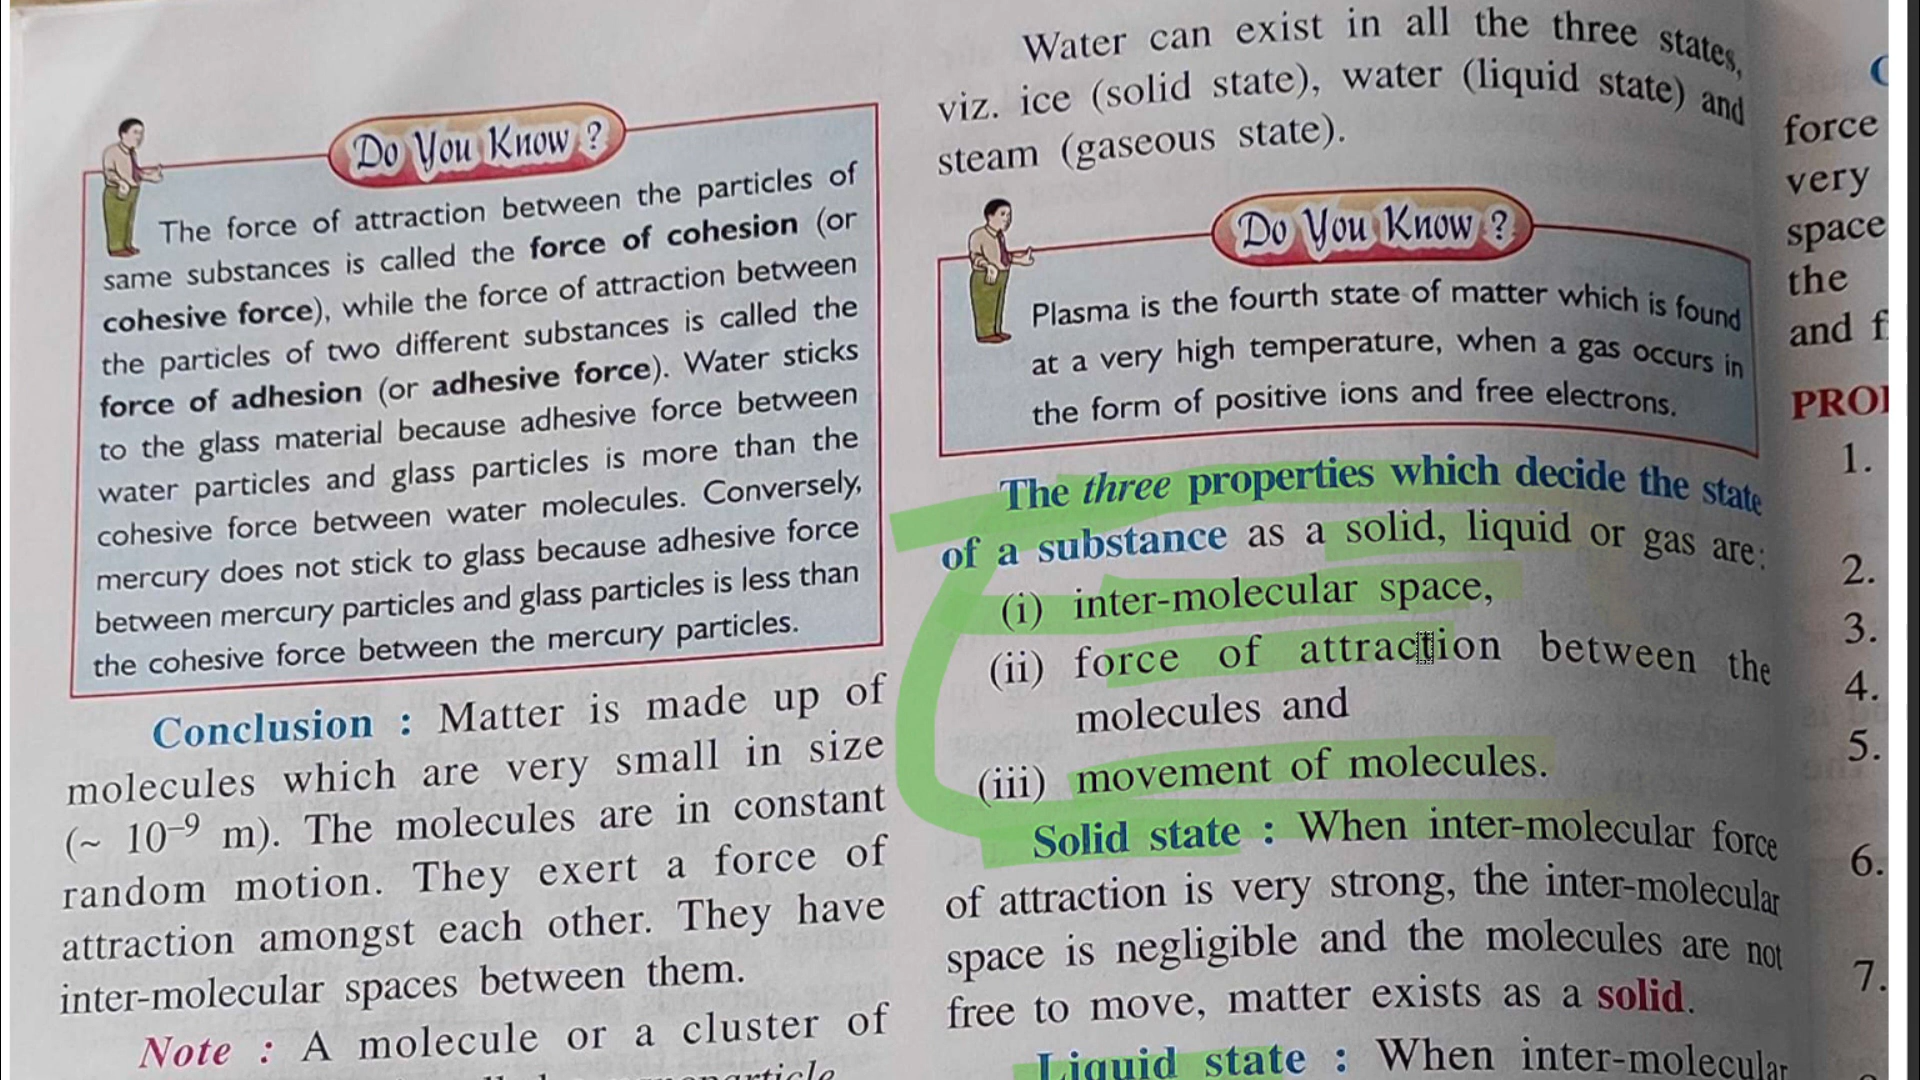 Do You Know ?
The force of attraction between the particles of
same substances is called the force of cohesion (or
cohesive force), while the force of attraction between
the particles of two different substances is called the
force of adhesion (or adhesive force). Water sticks
to the glass material because adhesive force between
water particles and glass particles is more than the
cohesive force between water molecules. Conversely,
mercury does not stick to glass because adhesive force
between mercury particles and glass particles is less than
the cohesive force between the mercury particles.
Conclusion : Matter is made up of
molecules which are very small in size
(~ 10⁻⁹ m). The molecules are in constant
random motion. They exert a force of
attraction amongst each other. They have
inter-molecular spaces between them.
Note : A molecule or a cluster of
Water can exist in all the three states,
viz. ice (solid state), water (liquid state) and
steam (gaseous state).
Do You Know ?
Plasma is the fourth state of matter which is found
at a very high temperature, when a gas occurs in
the form of positive ions and free electrons.
The three properties which decide the state
of a substance as a solid, liquid or gas are:
(i) inter-molecular space,
(ii) force of attraction between the
molecules and
(iii) movement of molecules.
Solid state : When inter-molecular force
of attraction is very strong, the inter-molecular
space is negligible and the molecules are not
free to move, matter exists as a solid.
Liquid state : When inter-molecular
force
very
space
the
and
1.
2.
3.
4.
5.
6.
7.